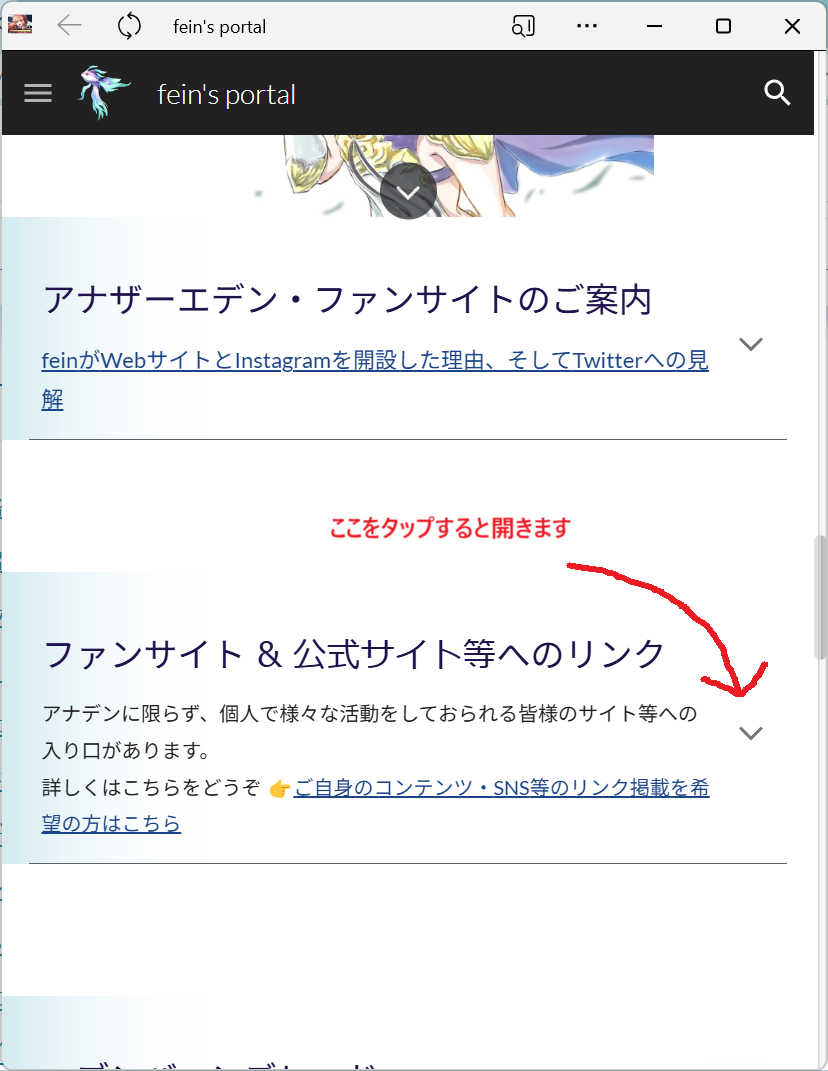 fein's portal
fein's portal
アナザーエデン・ファンサイトのご案内
feinがWebサイトとInstagramを開設した理由、そしてTwitterへの見
解
ここをタップすると開きます
ファンサイト & 公式サイト等へのリンク
アナデンに限らず、個人で様々な活動をしておられる皆様のサイト等への
入り口があります。
詳しくはこちらをどうぞ 👉ご自身のコンテンツ・SNS等のリンク掲載を希
望の方はこちら